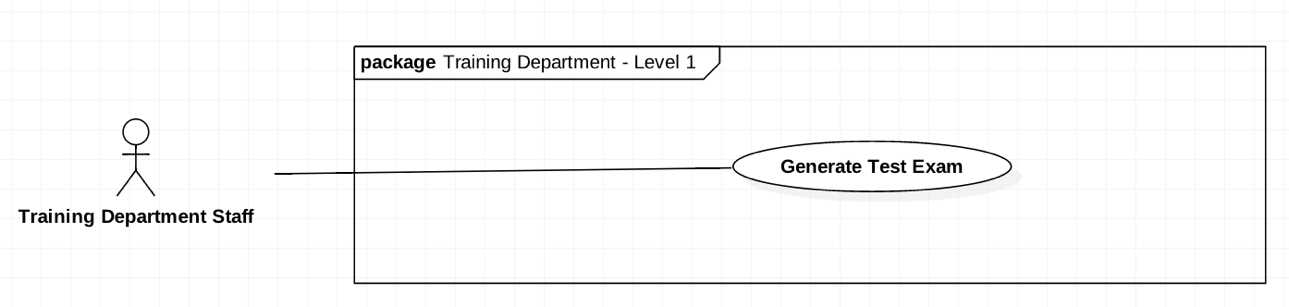 package Training Department - Level 1
Generate Test Exam
Training Department Staff